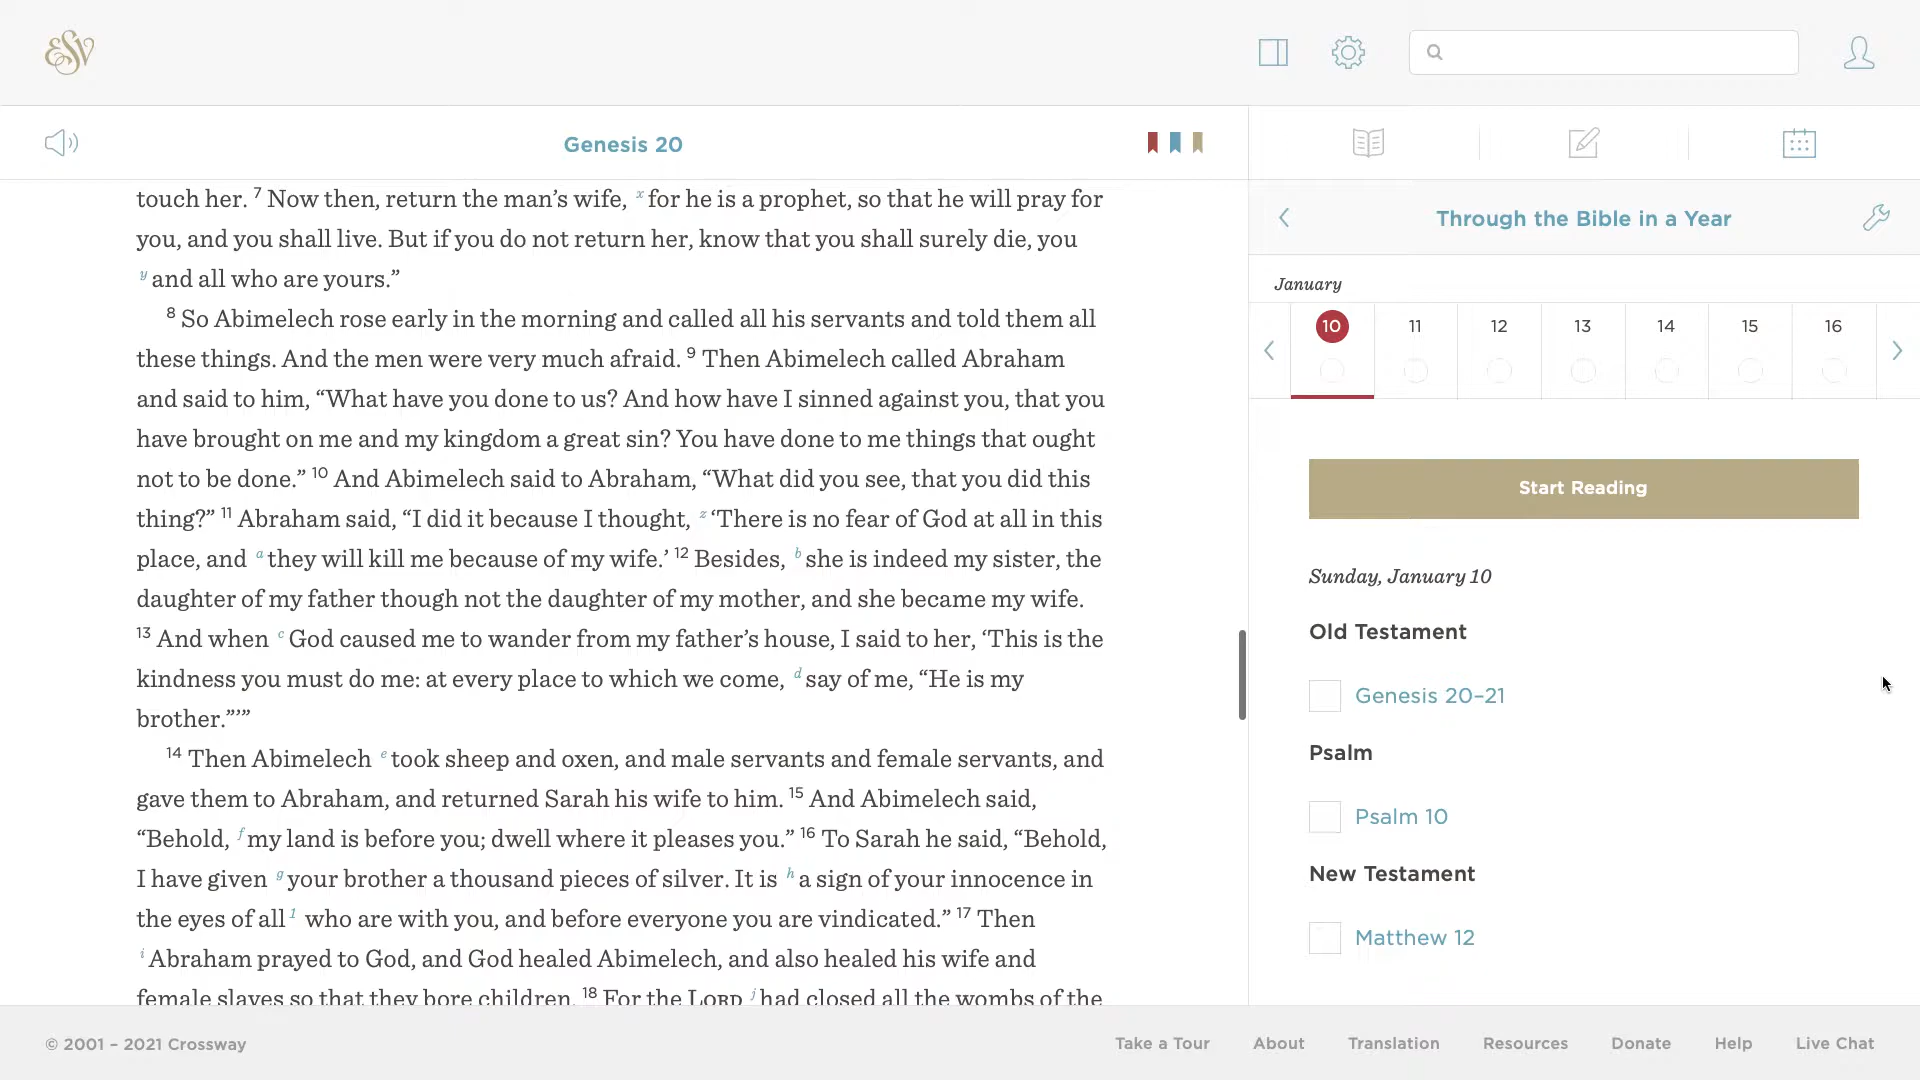 ESV
Genesis 20
touch her. 7 Now then, return the man’s wife, x for he is a prophet, so that he will pray for
you, and you shall live. But if you do not return her, know that you shall surely die, you
y and all who are yours.”
8 So Abimelech rose early in the morning and called all his servants and told them all
these things. And the men were very much afraid. 9 Then Abimelech called Abraham
and said to him, “What have you done to us? And how have I sinned against you, that you
have brought on me and my kingdom a great sin? You have done to me things that ought
not to be done.” 10 And Abimelech said to Abraham, “What did you see, that you did this
thing?” 11 Abraham said, “I did it because I thought, z ‘There is no fear of God at all in this
place, and a they will kill me because of my wife.’ 12 Besides, b she is indeed my sister, the
daughter of my father though not the daughter of my mother, and she became my wife.
13 And when c God caused me to wander from my father’s house, I said to her, ‘This is the
kindness you must do me: at every place to which we come, d say of me, “He is my
brother.”’”
14 Then Abimelech e took sheep and oxen, and male servants and female servants, and
gave them to Abraham, and returned Sarah his wife to him. 15 And Abimelech said,
“Behold, f my land is before you; dwell where it pleases you.” 16 To Sarah he said, “Behold,
I have given g your brother a thousand pieces of silver. It is h a sign of your innocence in
the eyes of all 1 who are with you, and before everyone you are vindicated.” 17 Then
i Abraham prayed to God, and God healed Abimelech, and also healed his wife and
female slaves so that they bore children. 18 For the LORD j had closed all the wombs of the
Through the Bible in a Year
January
10 11 12 13 14 15 16
Start Reading
Sunday, January 10
Old Testament
Genesis 20–21
Psalm
Psalm 10
New Testament
Matthew 12
© 2001 – 2021 Crossway
Take a Tour About Translation Resources Donate Help Live Chat